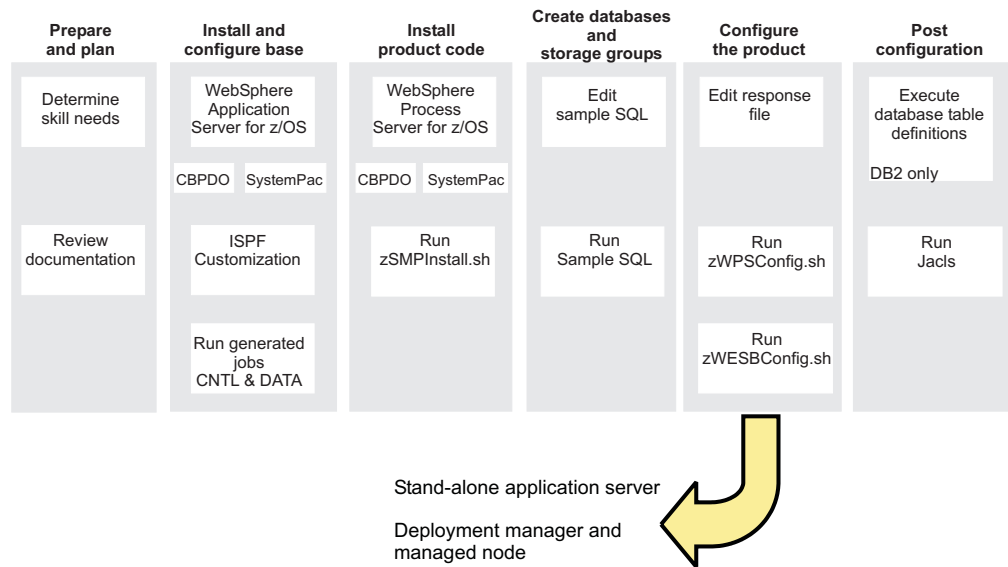 Prepare
and plan
Determine
skill needs
Review
documentation
Install and
configure base
WebSphere
Application
Server for z/OS
CBPDO
SystemPac
ISPF
Customization
Run generated
jobs
CNTL & DATA
Install
product code
WebSphere
Process
Server for z/OS
CBPDO
SystemPac
Run
zSMPInstall.sh
Create databases
and
storage groups
Edit
sample SQL
Run
Sample SQL
Configure
the product
Edit response
file
Run
zWPSConfig.sh
Run
zWESBConfig.sh
Post
configuration
Execute
database table
definitions
DB2 only
Run
Jacls
Stand-alone application server
Deployment manager and
managed node